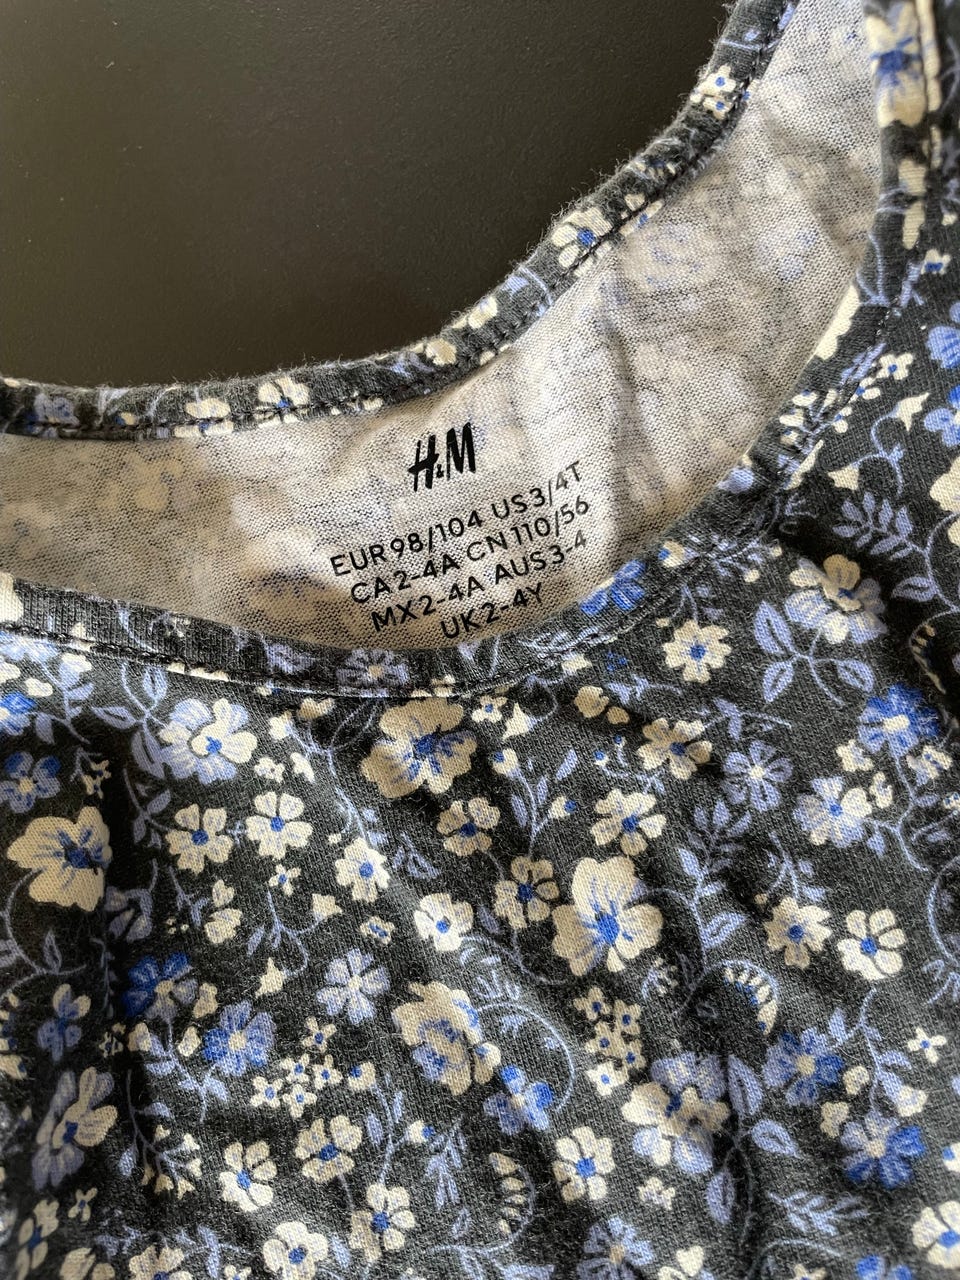 H&M
EUR 98/104 US 3/4T
CA 2-4A CN 110/56
MX 2-4A AUS 3-4
UK 2-4Y